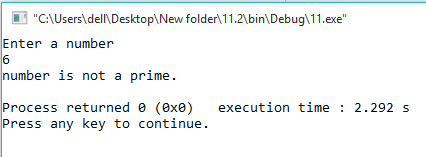 "C:\Users\dell\Desktop\New folder\11.2\bin\Debug\11.exe"
Enter a number
6
number is not a prime.
Process returned 0 (0x0)   execution time : 2.292 s
Press any key to continue.